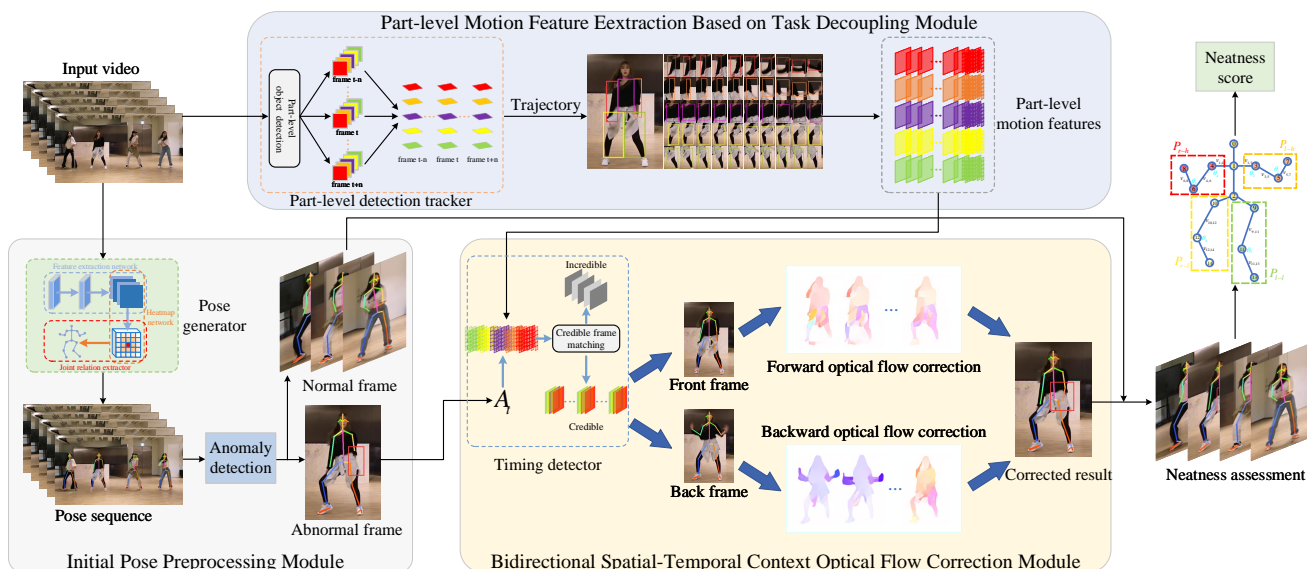 Part-level Motion Feature Eextraction Based on Task Decoupling Module
Input video
Part-level
object detection
frame t-n
frame t
frame t+n
frame t-n
frame t
frame t+n
Part-level detection tracker
Trajectory
Part-level
motion features
Neatness
score
Feature extraction network
Heatmap
network
Joint relation extractor
Pose
generator
Pose sequence
Anomaly
detection
Normal frame
Abnormal frame
Initial Pose Preprocessing Module
Incredible
Credible frame
matching
Credible
Timing detector
Front frame
Back frame
Forward optical flow correction
...
Backward optical flow correction
...
Corrected result
Bidirectional Spatial-Temporal Context Optical Flow Correction Module
Neatness assessment
P_{r-h}
P_{l-h}
P_{r-l}
P_{l-l}